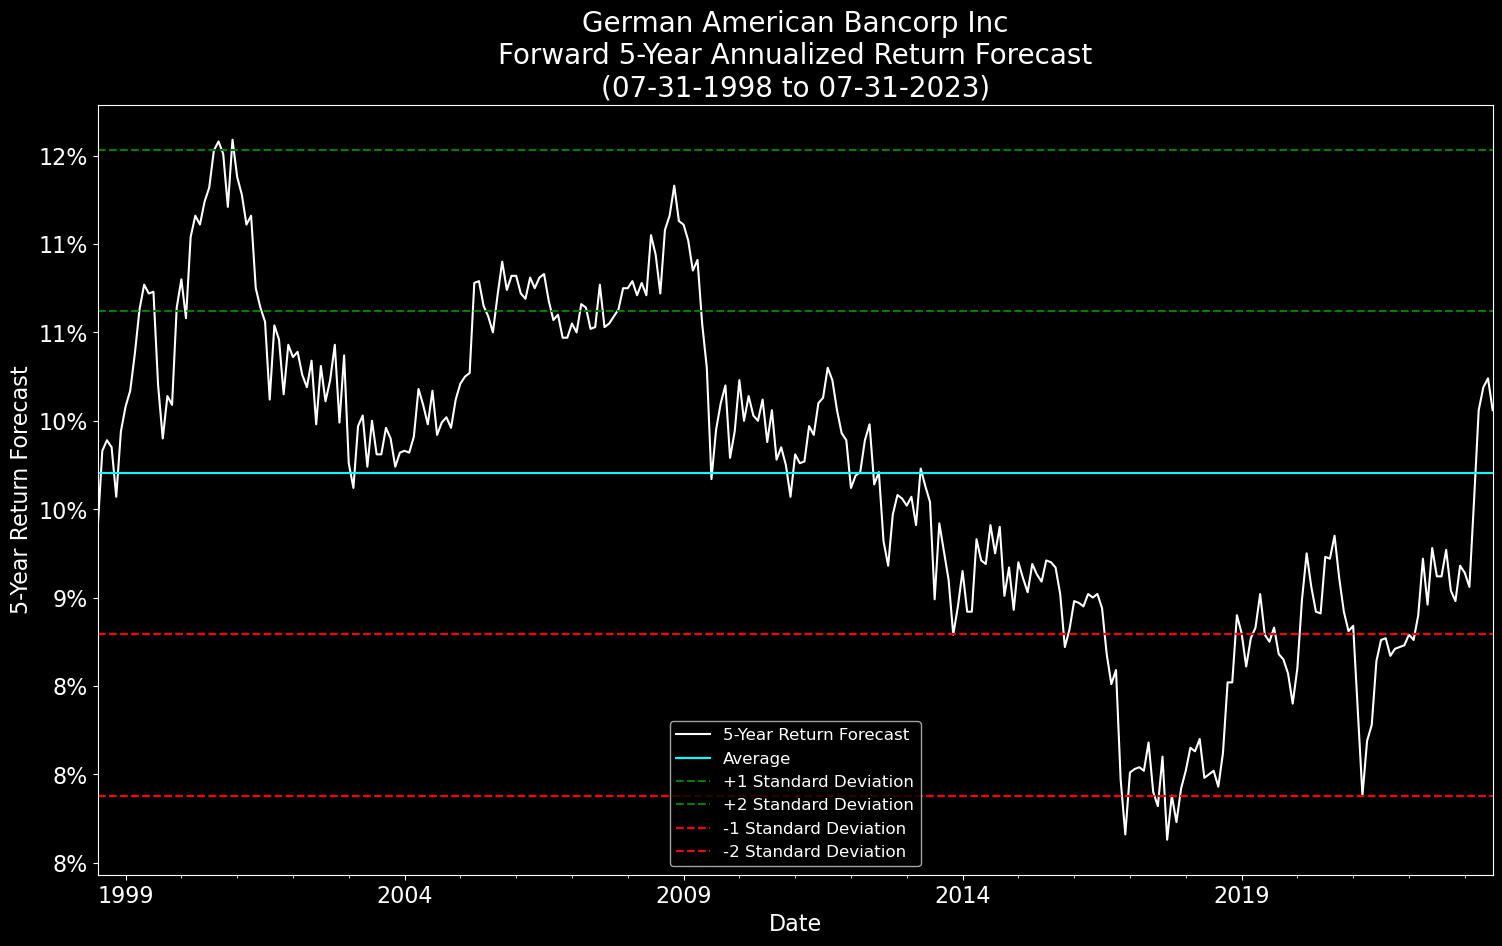 German American Bancorp Inc
Forward 5-Year Annualized Return Forecast
(07-31-1998 to 07-31-2023)
5-Year Return Forecast
12%
11%
11%
10%
10%
9%
8%
8%
8%
5-Year Return Forecast
Average
+1 Standard Deviation
+2 Standard Deviation
-1 Standard Deviation
-2 Standard Deviation
1999 2004 2009 2014 2019
Date